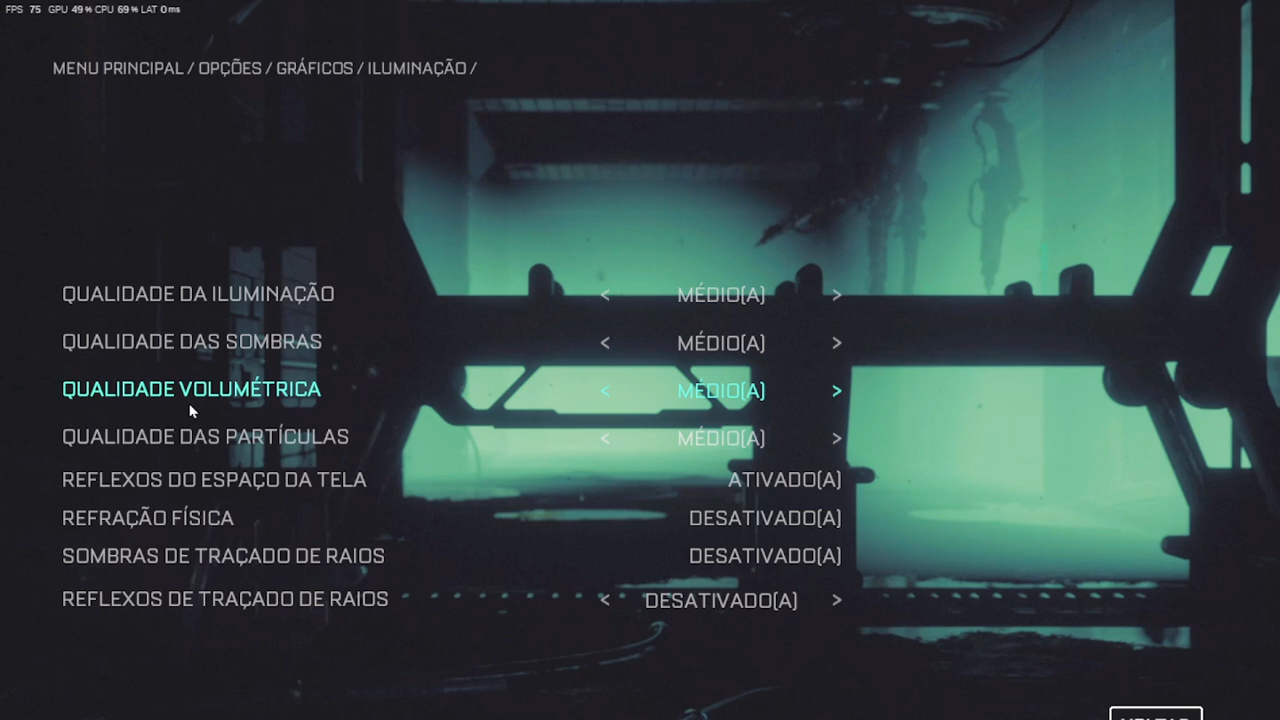 FPS 75 GPU 49 % CPU 69 % LAT 0 ms
MENU PRINCIPAL / OPÇÕES / GRÁFICOS / ILUMINAÇÃO /
QUALIDADE DA ILUMINAÇÃO < MÉDIO(A) >
QUALIDADE DAS SOMBRAS < MÉDIO(A) >
QUALIDADE VOLUMÉTRICA < MÉDIO(A) >
QUALIDADE DAS PARTÍCULAS < MÉDIO(A) >
REFLEXOS DO ESPAÇO DA TELA ATIVADO(A)
REFRAÇÃO FÍSICA DESATIVADO(A)
SOMBRAS DE TRAÇADO DE RAIOS DESATIVADO(A)
REFLEXOS DE TRAÇADO DE RAIOS < DESATIVADO(A) >